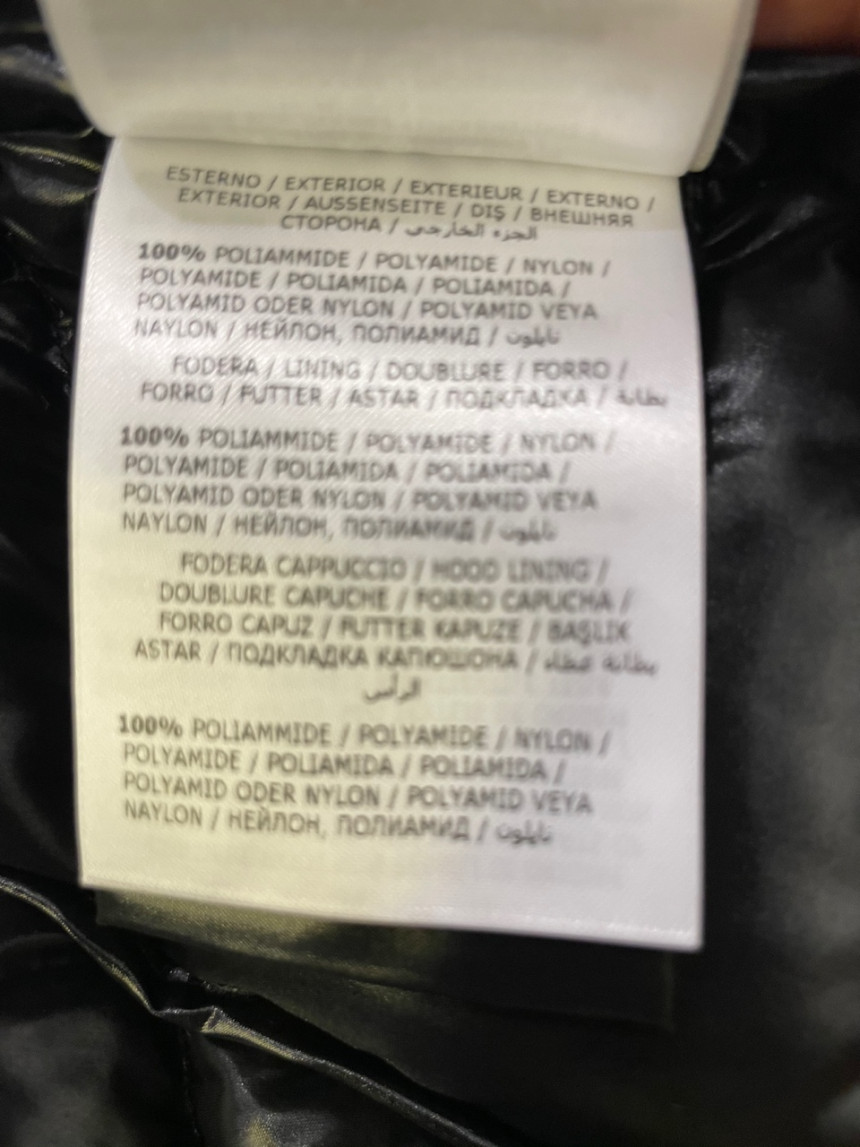 ESTERNO / EXTERIOR / EXTERIEUR / EXTERNO /
EXTERIOR / AUSSENSEITE / DIŞ / ВНЕШНЯЯ
СТОРОНА / الجزء الخارجي
100% POLIAMMIDE / POLYAMIDE / NYLON /
POLYAMIDE / POLIAMIDA / POLIAMIDA /
POLYAMID ODER NYLON / POLYAMID VEYA
NAYLON / НЕЙЛОН, ПОЛИАМИД / نايلون
FODERA / LINING / DOUBLURE / FORRO /
FORRO / FUTTER / ASTAR / ПОДКЛАДКА / بطانة
100% POLIAMMIDE / POLYAMIDE / NYLON /
POLYAMIDE / POLIAMIDA / POLIAMIDA /
POLYAMID ODER NYLON / POLYAMID VEYA
NAYLON / НЕЙЛОН, ПОЛИАМИД / نايلون
FODERA CAPPUCCIO / HOOD LINING /
DOUBLURE CAPUCHE / FORRO CAPUCHA /
FORRO CAPUZ / FUTTER KAPUZE / BAŞLIK
ASTAR / ПОДКЛАДКА КАПЮШОНА / بطانة غطاء
الرأس
100% POLIAMMIDE / POLYAMIDE / NYLON /
POLYAMIDE / POLIAMIDA / POLIAMIDA /
POLYAMID ODER NYLON / POLYAMID VEYA
NAYLON / НЕЙЛОН, ПОЛИАМИД / نايلون